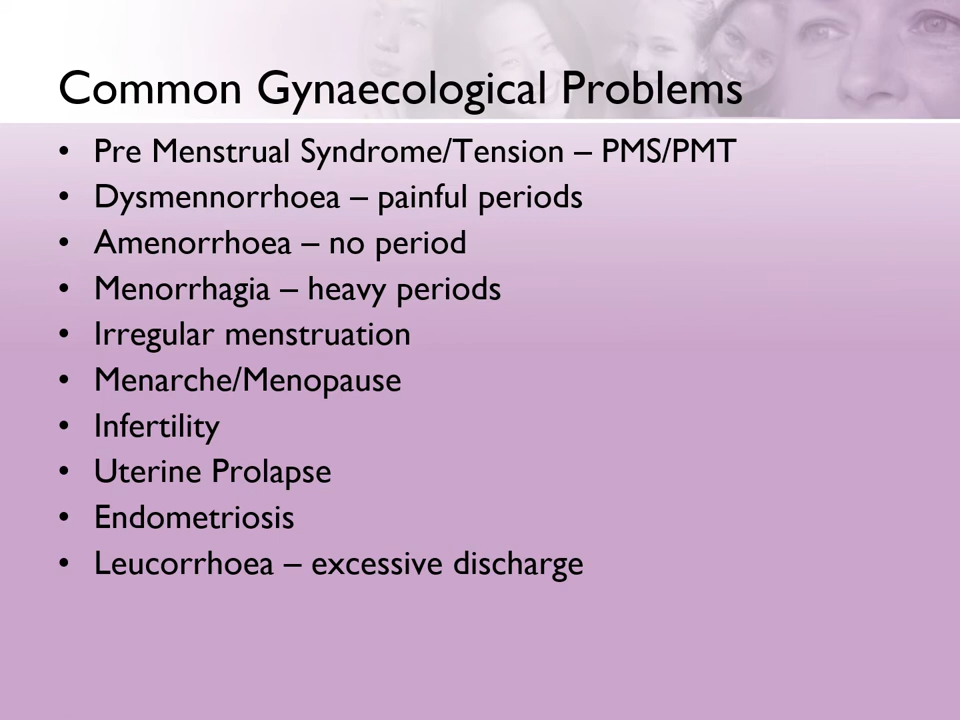 Common Gynaecological Problems
• Pre Menstrual Syndrome/Tension – PMS/PMT
• Dysmennorrhoea – painful periods
• Amenorrhoea – no period
• Menorrhagia – heavy periods
• Irregular menstruation
• Menarche/Menopause
• Infertility
• Uterine Prolapse
• Endometriosis
• Leucorrhoea – excessive discharge